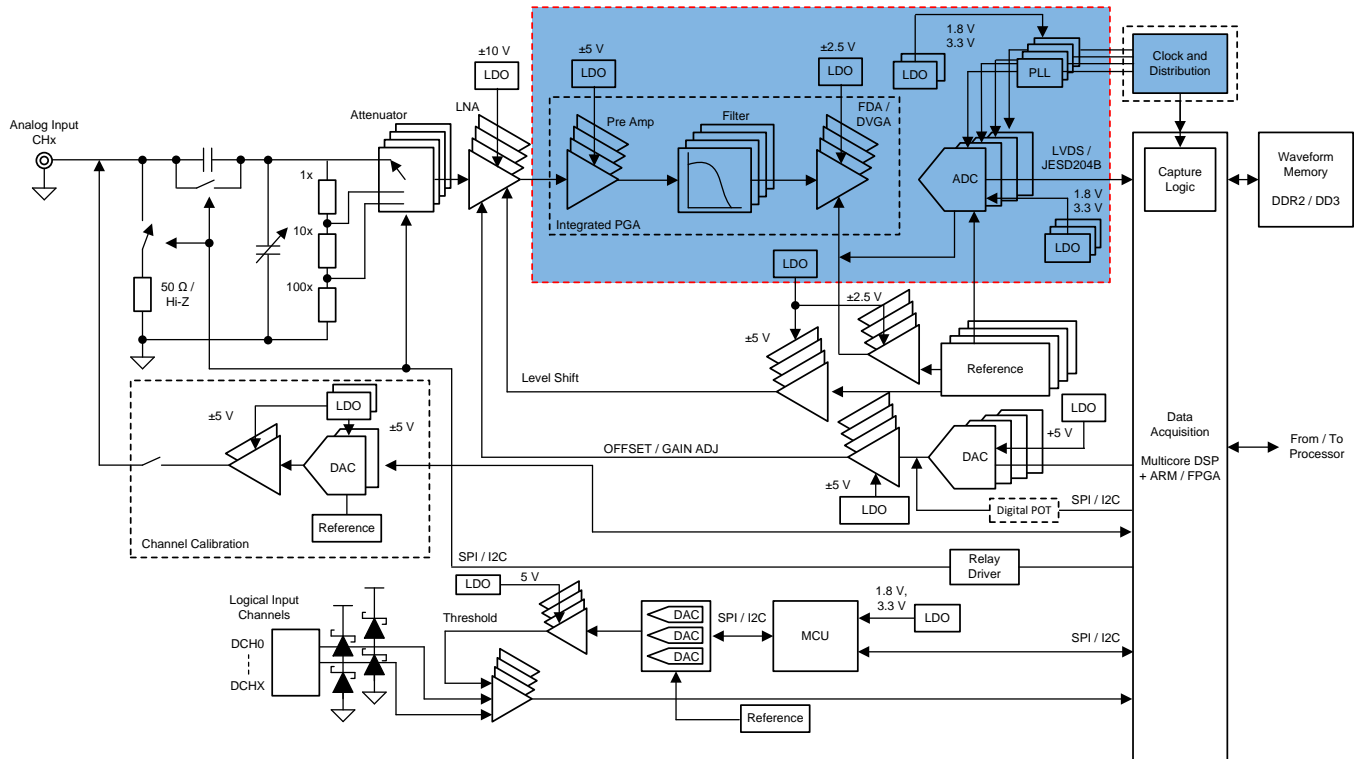 Analog Input
CHx
50 Ω /
Hi-Z
1x
10x
100x
Attenuator
LNA
±10 V
LDO
±5 V
LDO
Pre Amp
Filter
Integrated PGA
±2.5 V
LDO
FDA /
DVGA
1.8 V
3.3 V
LDO
PLL
ADC
LVDS /
JESD204B
1.8 V
3.3 V
LDO
Clock and
Distribution
Capture
Logic
Waveform
Memory
DDR2 / DD3
LDO
±2.5 V
±5 V
Reference
Level Shift
OFFSET / GAIN ADJ
±5 V
LDO
DAC
+5 V
LDO
Digital POT
SPI / I2C
Data
Acquisition
Multicore DSP
+ ARM / FPGA
From / To
Processor
±5 V
LDO
±5 V
DAC
Reference
Channel Calibration
SPI / I2C
Relay
Driver
Logical Input
Channels
DCH0
DCHX
Threshold
LDO
5 V
DAC
DAC
DAC
SPI / I2C
MCU
1.8 V,
3.3 V
LDO
SPI / I2C
Reference